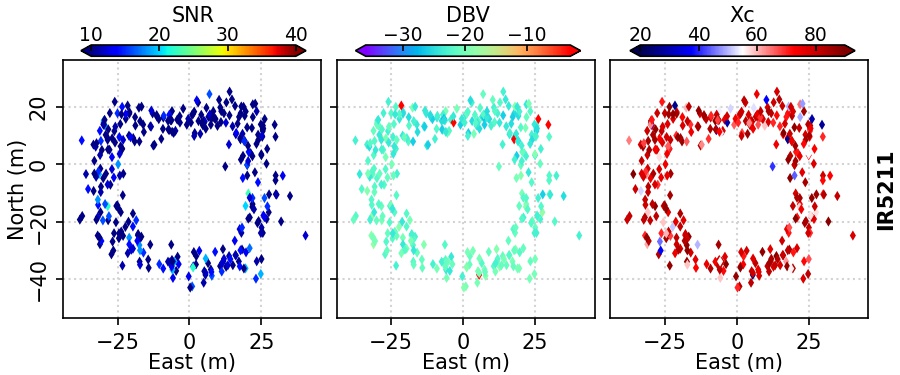 SNR DBV Xc
10 20 30 40 −30 −20 −10 20 40 60 80
North (m)
20
0
−20
−40
−25 0 25 −25 0 25 −25 0 25
East (m) East (m) East (m)
IR5211